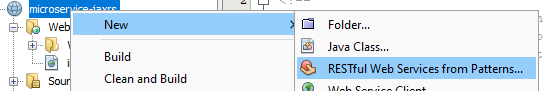 microservice-jaxrs
Web
New
Folder...
Java Class...
Build
RESTful Web Services from Patterns...
Sour
Clean and Build
Web Service Client